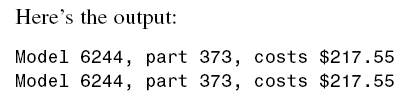 Here's the output:
Model 6244, part 373, costs $217.55
Model 6244, part 373, costs $217.55